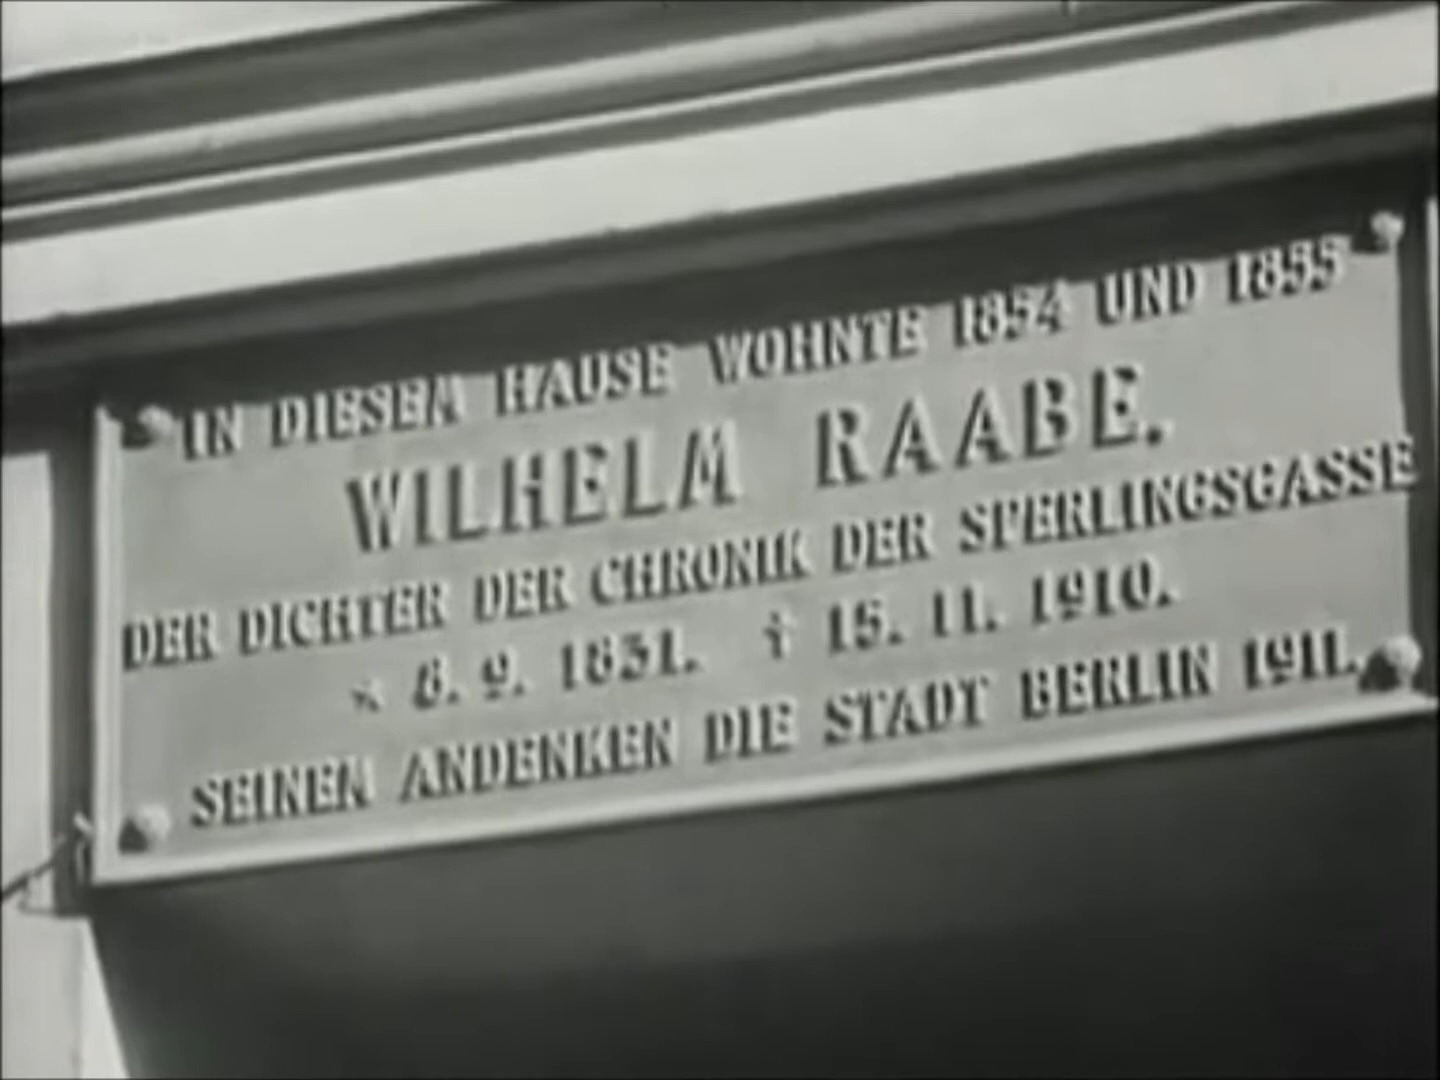 IN DIESEM HAUSE WOHNTE 1854 UND 1855
WILHELM RAABE.
DER DICHTER DER CHRONIK DER SPERLINGSGASSE
* 8. 9. 1831. † 15. 11. 1910.
SEINEM ANDENKEN DIE STADT BERLIN 1911.